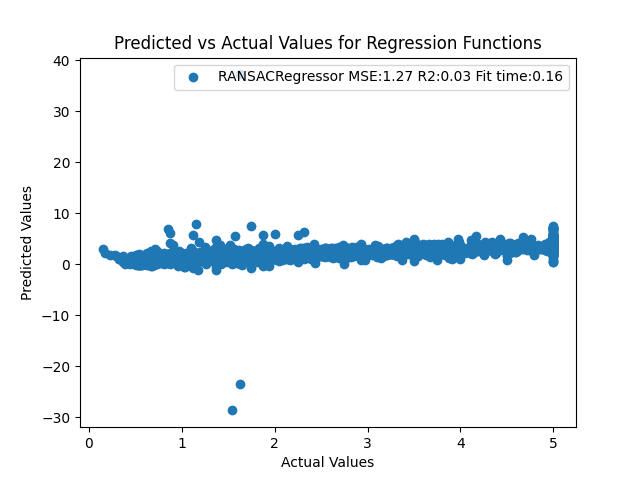 Predicted vs Actual Values for Regression Functions
RANSACRegressor MSE:1.27 R2:0.03 Fit time:0.16
40
30
20
10
0
−10
−20
−30
Predicted Values
0 1 2 3 4 5
Actual Values